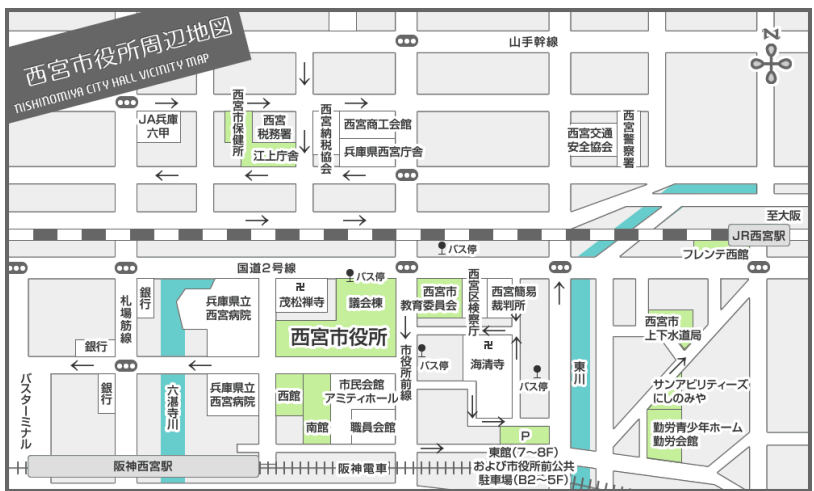 西宮市役所周辺地図
NISHINOMIYA CITY HALL VICINITY MAP
山手幹線
N
JA兵庫
六甲
西宮市保健所
西宮
税務署
江上庁舎
西宮納税協会
西宮商工会館
兵庫県西宮庁舎
西宮交通
安全協会
西宮警察署
至大阪
JR西宮駅
フレンテ西館
バス停
国道2号線
バス停
札場筋線
銀行
兵庫県立
西宮病院
卍
茂松禅寺
議会棟
西宮市役所
西宮市
教育委員会
西宮区検察庁
西宮簡易
裁判所
西宮市
上下水道局
銀行
市役所前線
バス停
卍
海清寺
バス停
東川
バスターミナル
銀行
六湛寺川
兵庫県立
西宮病院
西館
南館
市民会館
アミティホール
職員会館
サンアビリティーズ
にしのみや
勤労青少年ホーム
勤労会館
P
東館(7~8F)
および市役所前公共
駐車場(B2~5F)
阪神西宮駅
阪神電車